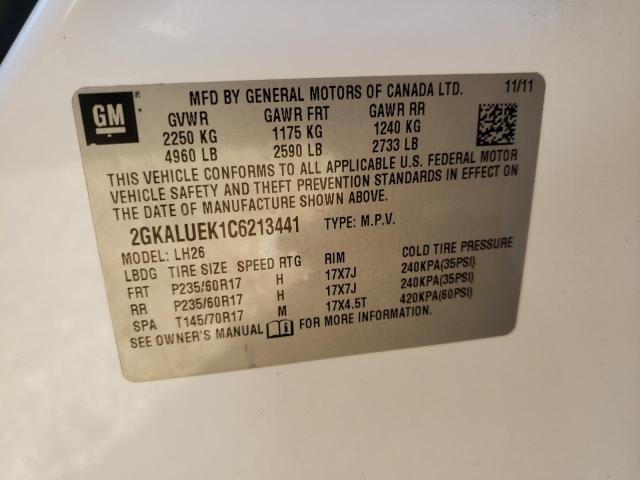 GM
MFD BY GENERAL MOTORS OF CANADA LTD. 11/11
GVWR GAWR FRT GAWR RR
2250 KG 1175 KG 1240 KG
4960 LB 2590 LB 2733 LB
THIS VEHICLE CONFORMS TO ALL APPLICABLE U.S. FEDERAL MOTOR
VEHICLE SAFETY AND THEFT PREVENTION STANDARDS IN EFFECT ON
THE DATE OF MANUFACTURE SHOWN ABOVE.
2GKALUEK1C6213441 TYPE: M.P.V.
MODEL: LH26
LBDG TIRE SIZE SPEED RTG RIM COLD TIRE PRESSURE
FRT P235/60R17 H 17X7J 240KPA(35PSI)
RR P235/60R17 H 17X7J 240KPA(35PSI)
SPA T145/70R17 M 17X4.5T 420KPA(60PSI)
SEE OWNER'S MANUAL FOR MORE INFORMATION.